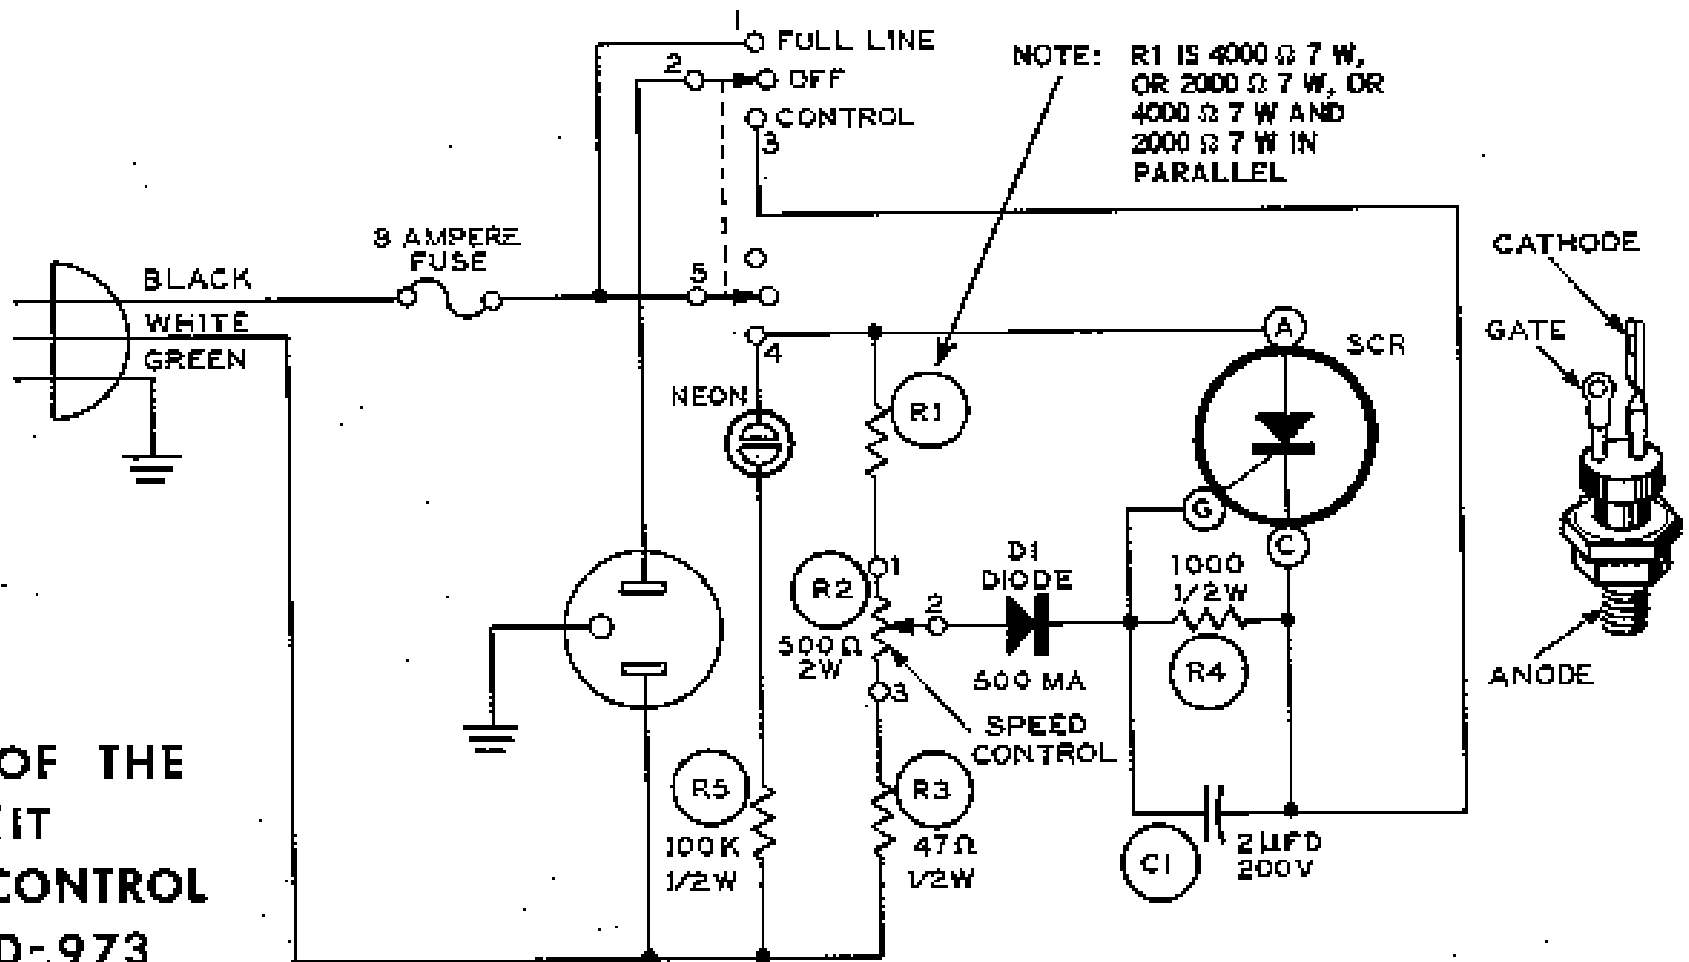 1
FULL LINE
2
OFF
CONTROL
3
NOTE: R1 IS 4000 Ω 7 W,
OR 2000 Ω 7 W, OR
4000 Ω 7 W AND
2000 Ω 7 W IN
PARALLEL
BLACK
WHITE
GREEN
8 AMPERE
FUSE
5
4
NEON
R1
A
SCR
G
C
CATHODE
GATE
ANODE
R2
500 Ω
2W
1
2
3
D1
DIODE
500 MA
SPEED
CONTROL
1000
1/2W
R4
R5
100K
1/2W
R3
47Ω
1/2W
C1
2 µFD
200V
OF THE
IT
CONTROL
D-973